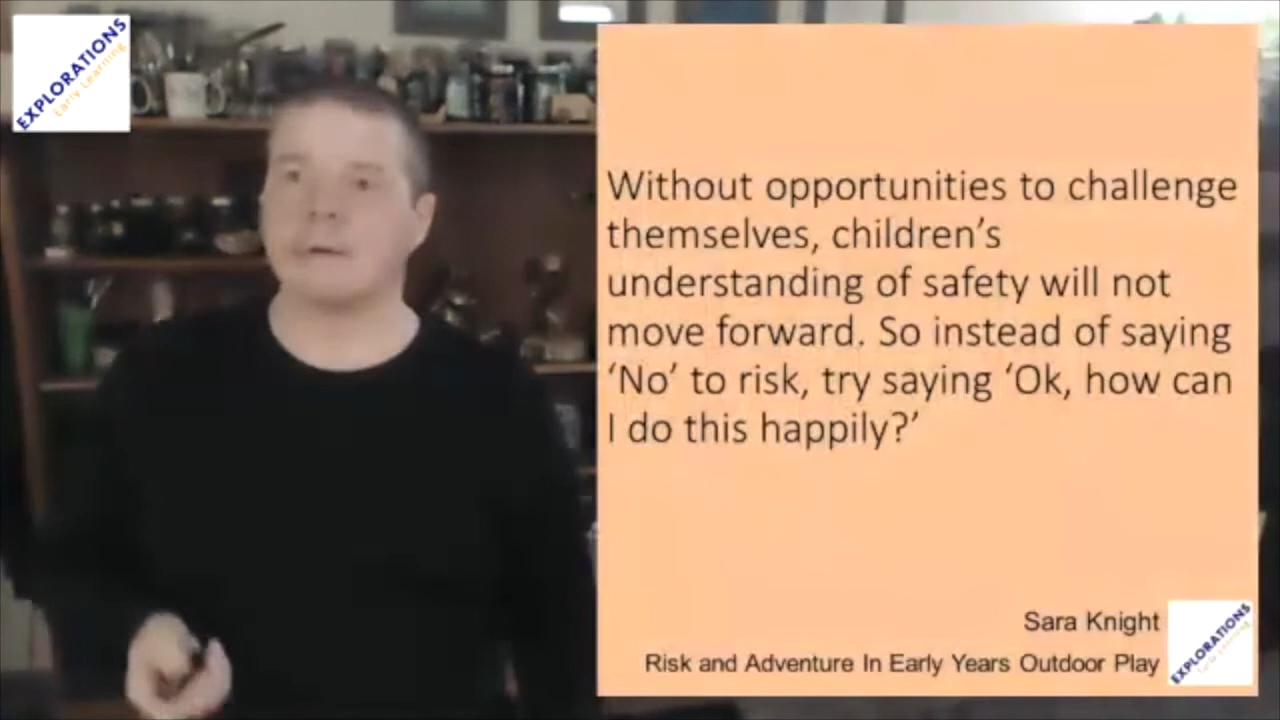 EXPLORATIONS
Early Learning
Without opportunities to challenge
themselves, children's
understanding of safety will not
move forward. So instead of saying
‘No’ to risk, try saying ‘Ok, how can
I do this happily?’
Sara Knight
Risk and Adventure In Early Years Outdoor Play
EXPLORATIONS
Early Learning